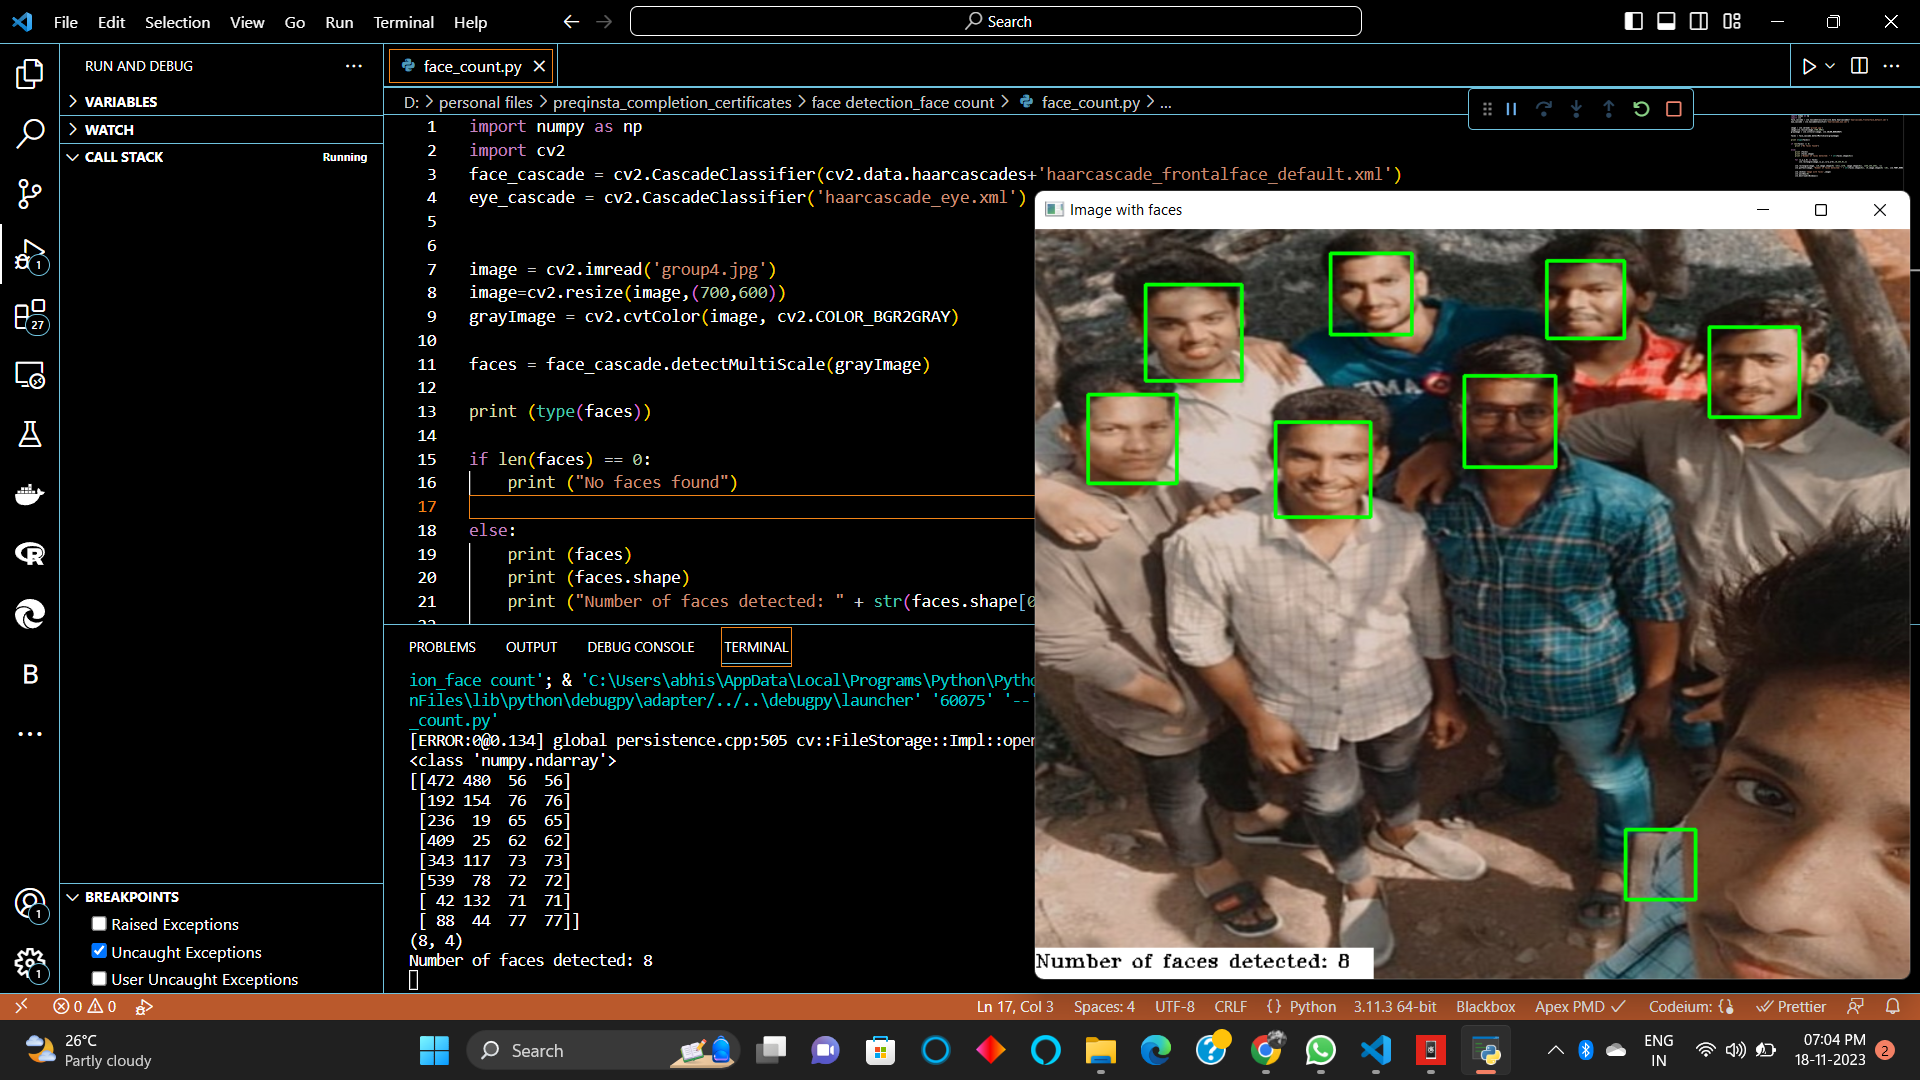 File Edit Selection View Go Run Terminal Help
Search
RUN AND DEBUG
VARIABLES
WATCH
CALL STACK
Running
face_count.py
D: > personal files > preqinsta_completion_certificates > face detection_face count > face_count.py > ...
1 import numpy as np
2 import cv2
3 face_cascade = cv2.CascadeClassifier(cv2.data.haarcascades+'haarcascade_frontalface_default.xml')
4 eye_cascade = cv2.CascadeClassifier('haarcascade_eye.xml')
5
6
7 image = cv2.imread('group4.jpg')
8 image=cv2.resize(image,(700,600))
9 grayImage = cv2.cvtColor(image, cv2.COLOR_BGR2GRAY)
10
11 faces = face_cascade.detectMultiScale(grayImage)
12
13 print (type(faces))
14
15 if len(faces) == 0:
16 print ("No faces found")
17
18 else:
19 print (faces)
20 print (faces.shape)
21 print ("Number of faces detected: " + str(faces.shape[0
Image with faces
Number of faces detected: 8
PROBLEMS OUTPUT DEBUG CONSOLE TERMINAL
ion_face count'; & 'C:\Users\abhis\AppData\Local\Programs\Python\Pytho
nFiles\lib\python\debugpy\adapter/../..\debugpy\launcher' '60075' '--'
_count.py'
[ERROR:0@0.134] global persistence.cpp:505 cv::FileStorage::Impl::oper
<class 'numpy.ndarray'>
[[472 480 56 56]
[192 154 76 76]
[236 19 65 65]
[409 25 62 62]
[343 117 73 73]
[539 78 72 72]
[ 42 132 71 71]
[ 88 44 77 77]]
(8, 4)
Number of faces detected: 8
BREAKPOINTS
Raised Exceptions
Uncaught Exceptions
User Uncaught Exceptions
1
27
B
1
1
0 0
Ln 17, Col 3 Spaces: 4 UTF-8 CRLF {} Python 3.11.3 64-bit Blackbox Apex PMD Codeium: {} Prettier
26°C
Partly cloudy
Search
ENG
IN
07:04 PM
18-11-2023
2